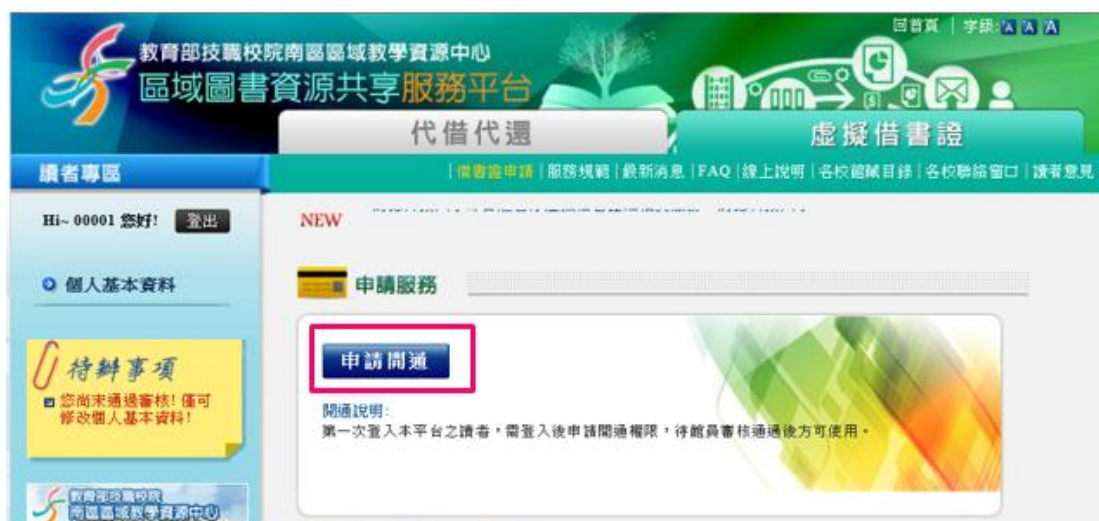 回首頁 | 字級: A A A
教育部技職校院南區區域教學資源中心
區域圖書資源共享服務平台
代借代還
虛擬借書證
讀者專區
|借書證申請|服務規範|最新消息|FAQ|線上說明|各校館藏目錄|各校聯絡窗口|讀者意見
Hi~ 00001 您好! 登出
NEW
個人基本資料
申請服務
申請開通
待辦事項
您尚未通過審核! 僅可
修改個人基本資料!
開通說明:
第一次登入本平台之讀者，需登入後申請開通權限，待館員審核通過後方可使用。
教育部技職校院
南區區域教學資源中心